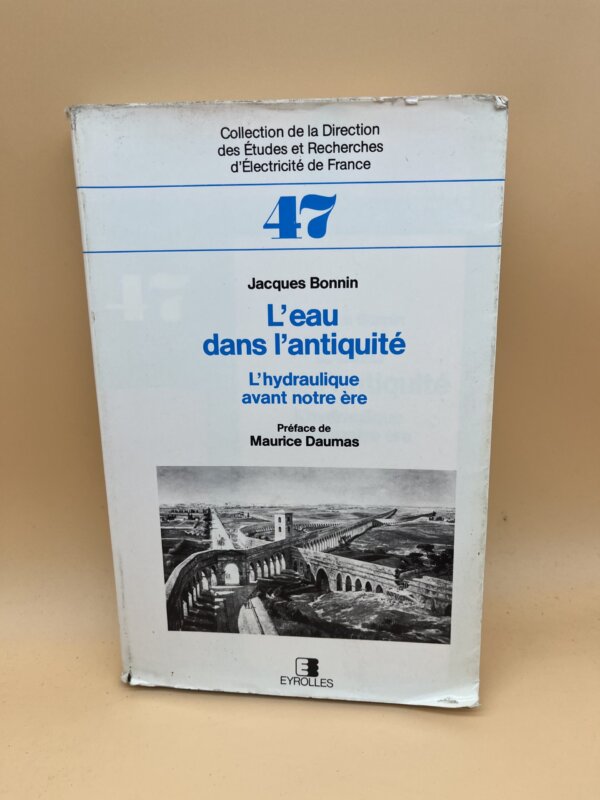 Collection de la Direction
des Études et Recherches
d'Électricité de France
47
Jacques Bonnin
L'eau
dans l'antiquité
L'hydraulique
avant notre ère
Préface de
Maurice Daumas
EYROLLES